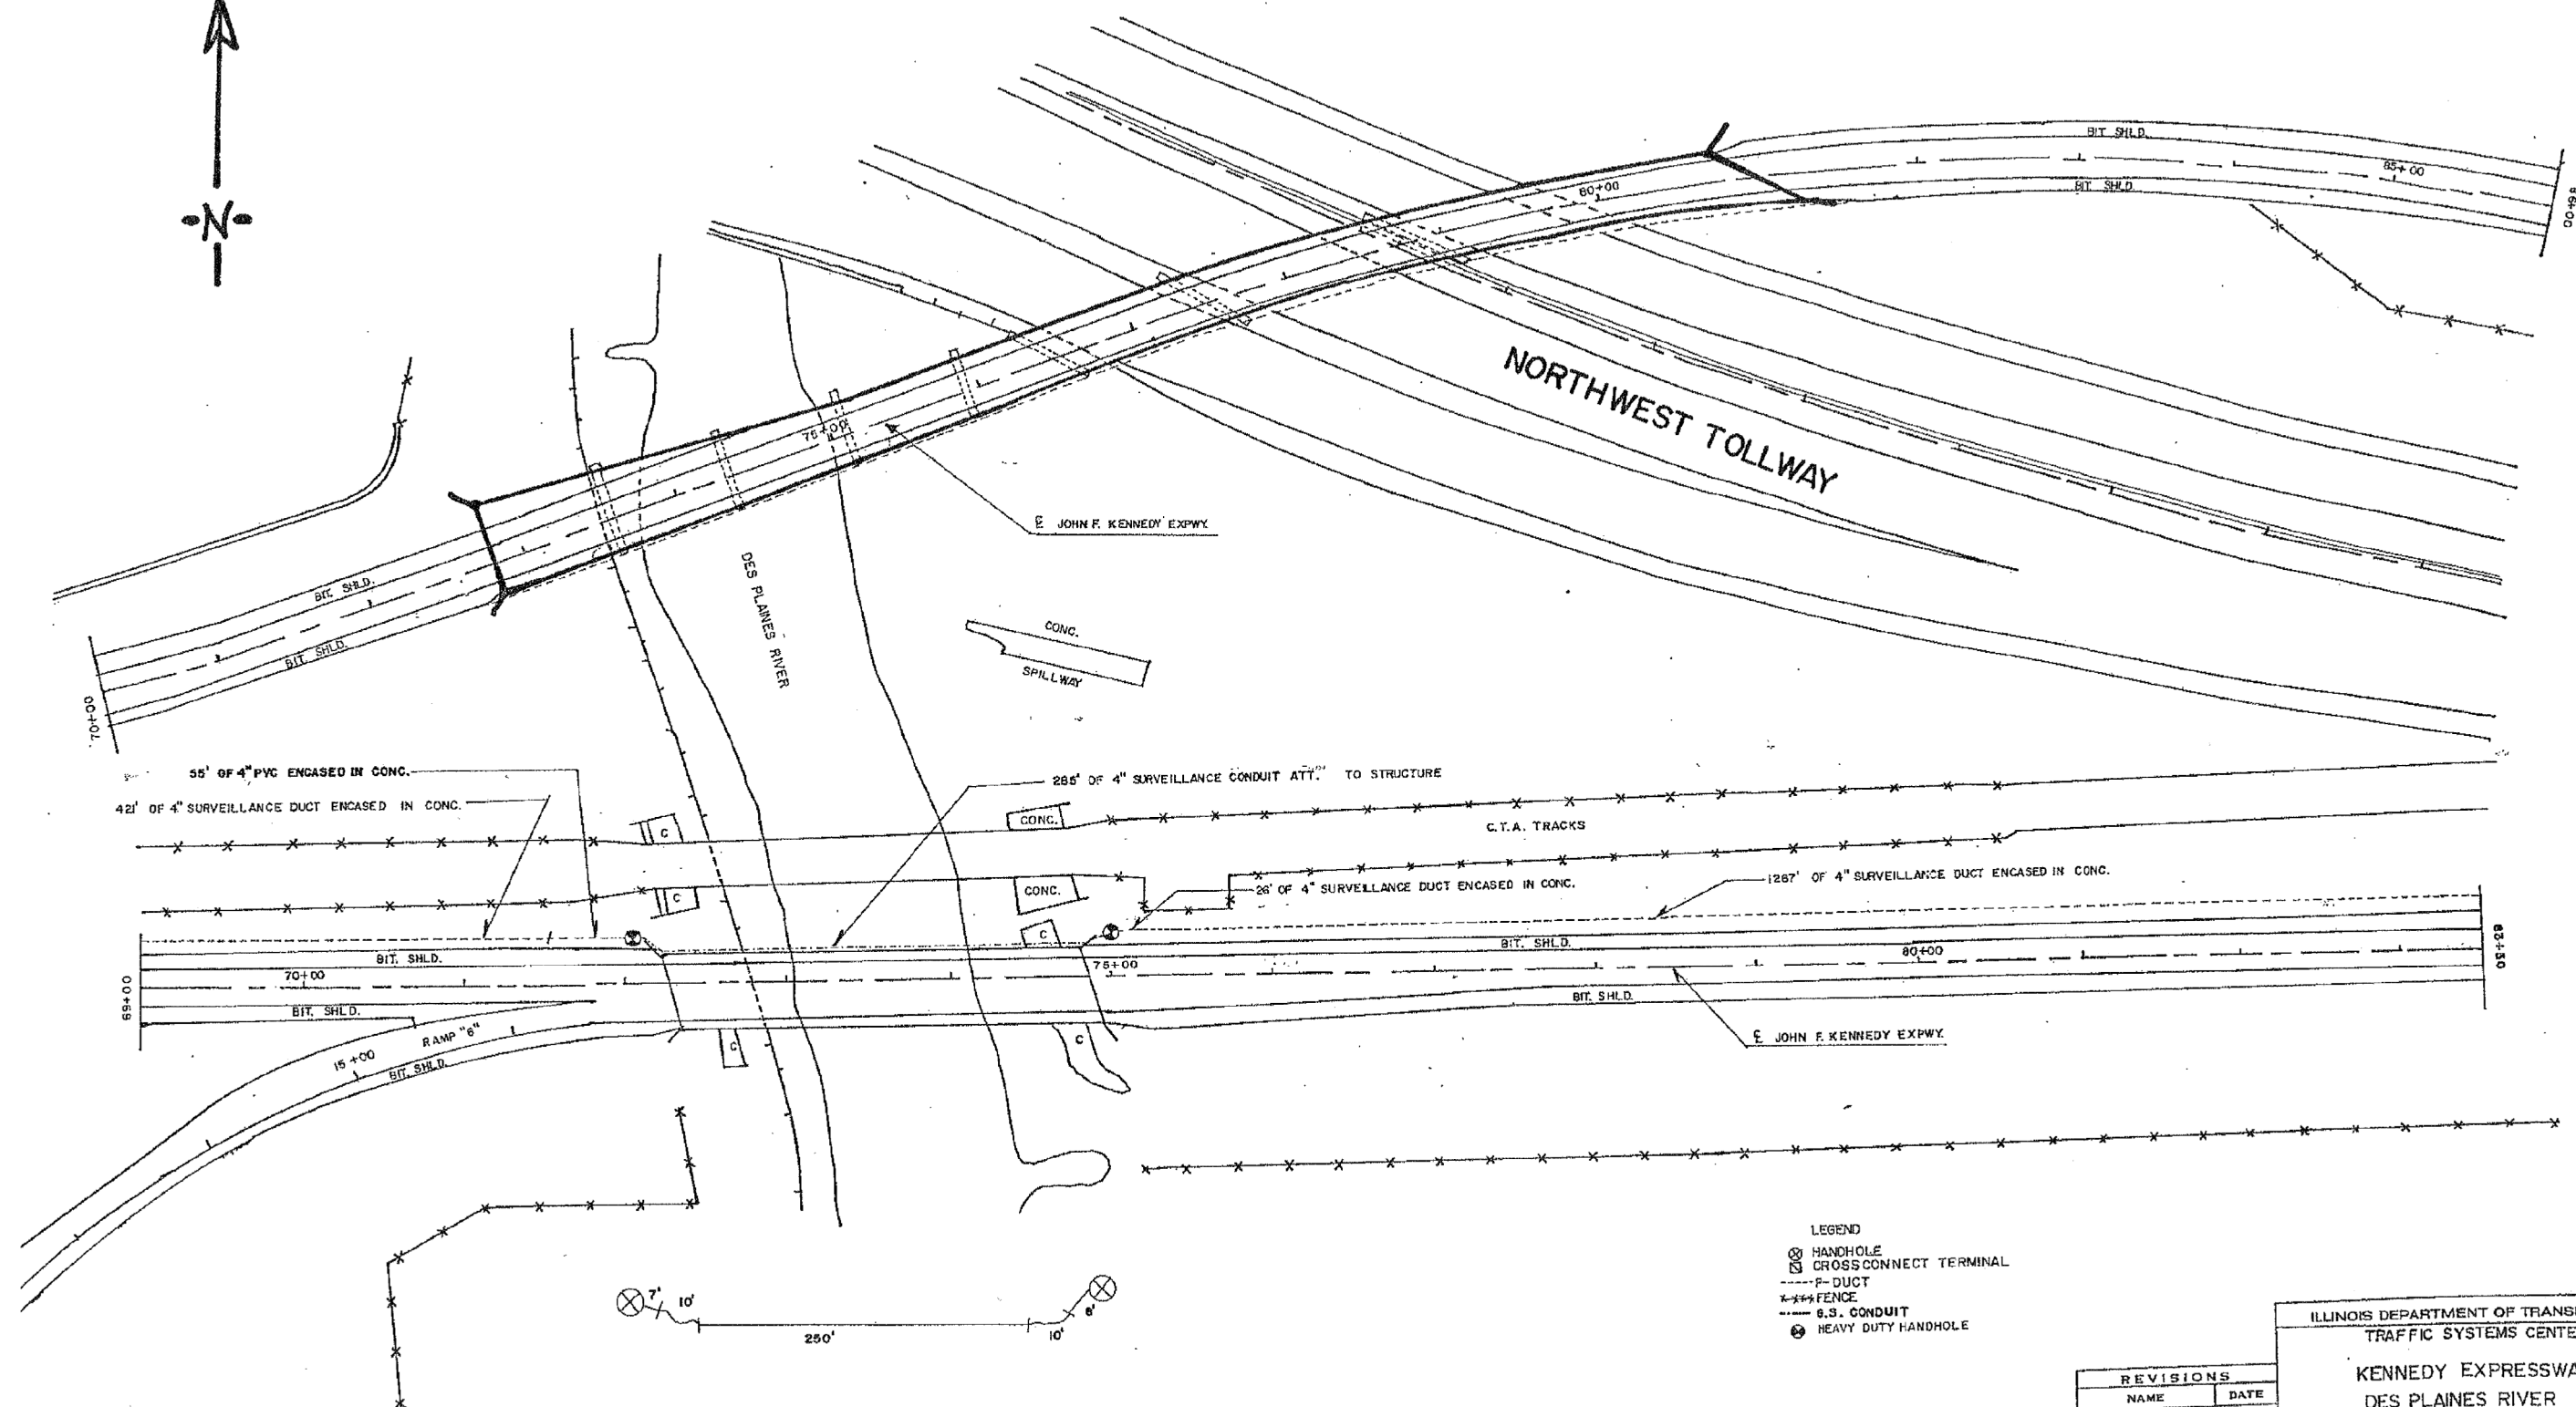 -N-
BIT SHLD.
85+00
80+00
BIT SHLD.
86+00
NORTHWEST TOLLWAY
75+00
℄ JOHN F. KENNEDY EXPWY.
BIT. SHLD.
BIT. SHLD.
DES PLAINES RIVER
CONC.
SPILLWAY
70+00
55' OF 4" PVC ENCASED IN CONC.
285' OF 4" SURVEILLANCE CONDUIT ATT. TO STRUCTURE
421' OF 4" SURVEILLANCE DUCT ENCASED IN CONC.
C
CONC.
C.T.A. TRACKS
C
CONC.
26' OF 4" SURVEILLANCE DUCT ENCASED IN CONC.
1267' OF 4" SURVEILLANCE DUCT ENCASED IN CONC.
C
BIT. SHLD.
BIT. SHLD.
83+50
70+00
75+00
80+00
69+00
BIT. SHLD.
BIT. SHLD.
RAMP "6"
15+00
BIT. SHLD.
C
C
℄ JOHN F. KENNEDY EXPWY.
7'
10'
250'
10'
8'
LEGEND
HANDHOLE
CROSSCONNECT TERMINAL
P-DUCT
FENCE
G.S. CONDUIT
HEAVY DUTY HANDHOLE
ILLINOIS DEPARTMENT OF
TRAFFIC SYSTEMS
KENNEDY
DES PLAINES RIVER
REVISIONS
NAME
DATE